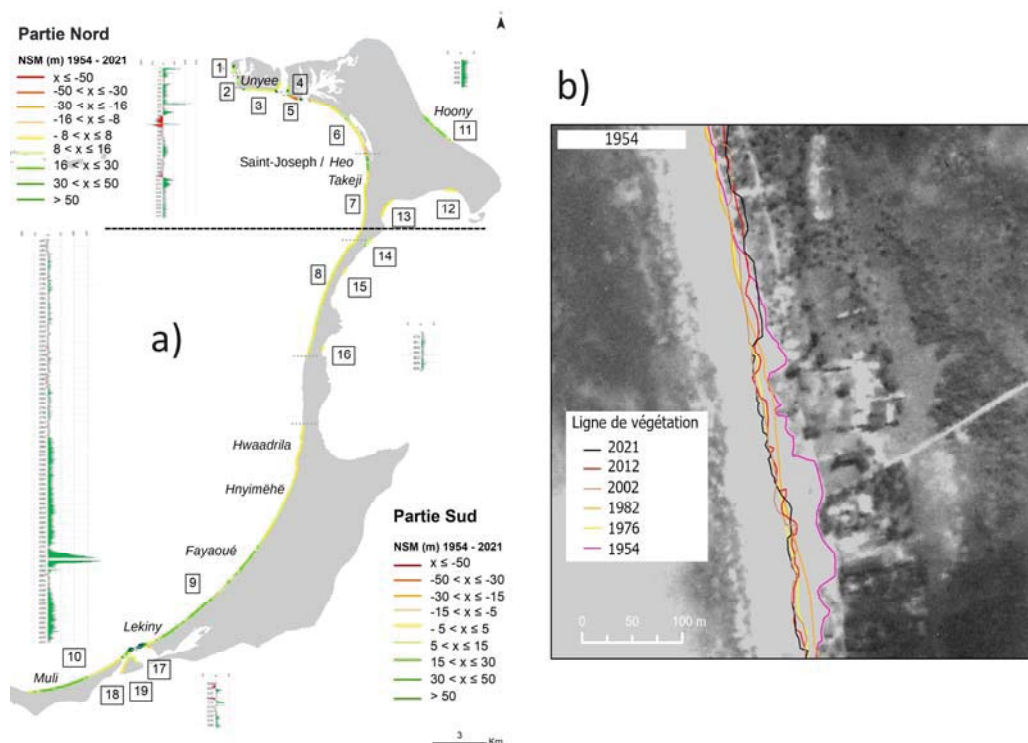 Partie Nord
NSM (m) 1954 - 2021
x ≤ -50
-50 < x ≤ -30
-30 < x ≤ -16
-16 < x ≤ -8
- 8 < x ≤ 8
8 < x ≤ 16
16 < x ≤ 30
30 < x ≤ 50
> 50
1
2
3
Unyee
4
5
6
Hoony
11
Saint-Joseph / Heo
Takeji
7
12
13
14
8
15
a)
16
Hwaadrila
Hnyimëhë
Fayaoué
9
Lekiny
10
Muli
17
18
19
Partie Sud
NSM (m) 1954 - 2021
x ≤ -50
-50 < x ≤ -30
-30 < x ≤ -15
-15 < x ≤ -5
- 5 < x ≤ 5
5 < x ≤ 15
15 < x ≤ 30
30 < x ≤ 50
> 50
3
Km
b)
1954
Ligne de végétation
2021
2012
2002
1982
1976
1954
0 50 100 m